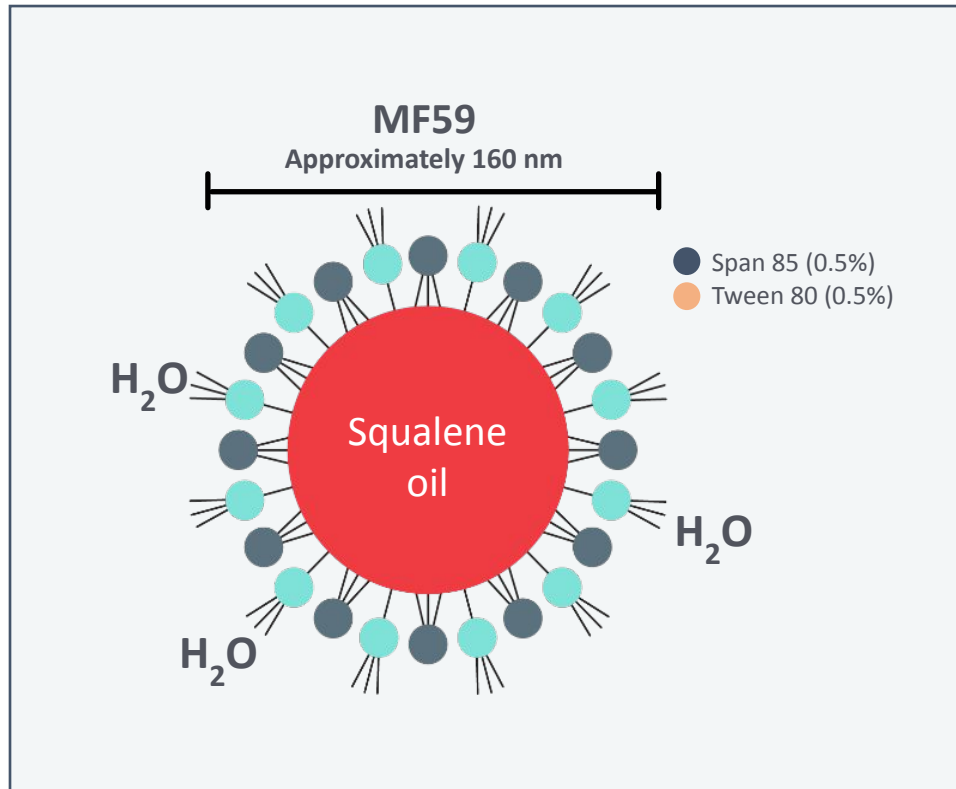 MF59
Approximately 160 nm
Span 85 (0.5%)
Tween 80 (0.5%)
H₂O
Squalene
oil
H₂O
H₂O